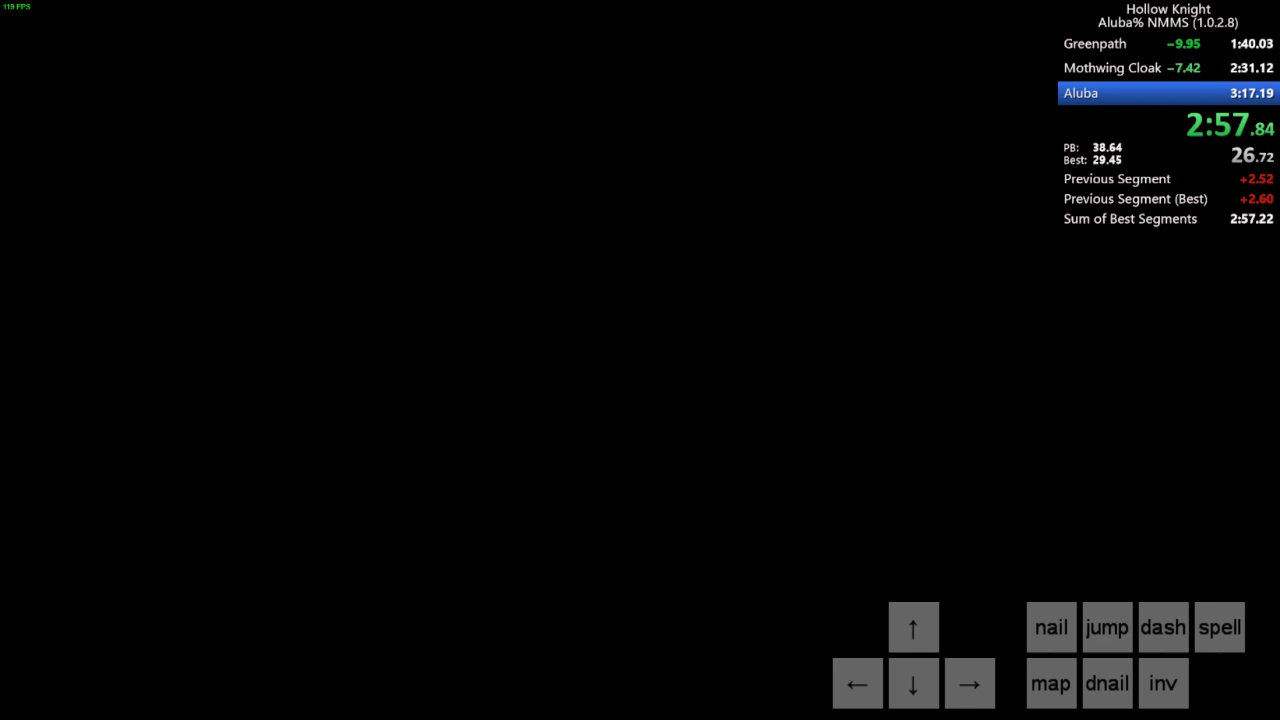 119 FPS
Hollow Knight
Aluba% NMMS (1.0.2.8)
Greenpath −9.95 1:40.03
Mothwing Cloak −7.42 2:31.12
Aluba 3:17.19
2:57.84
PB: 38.64
Best: 29.45
26.72
Previous Segment +2.52
Previous Segment (Best) +2.60
Sum of Best Segments 2:57.22
↑ nail jump dash spell
← ↓ → map dnail inv